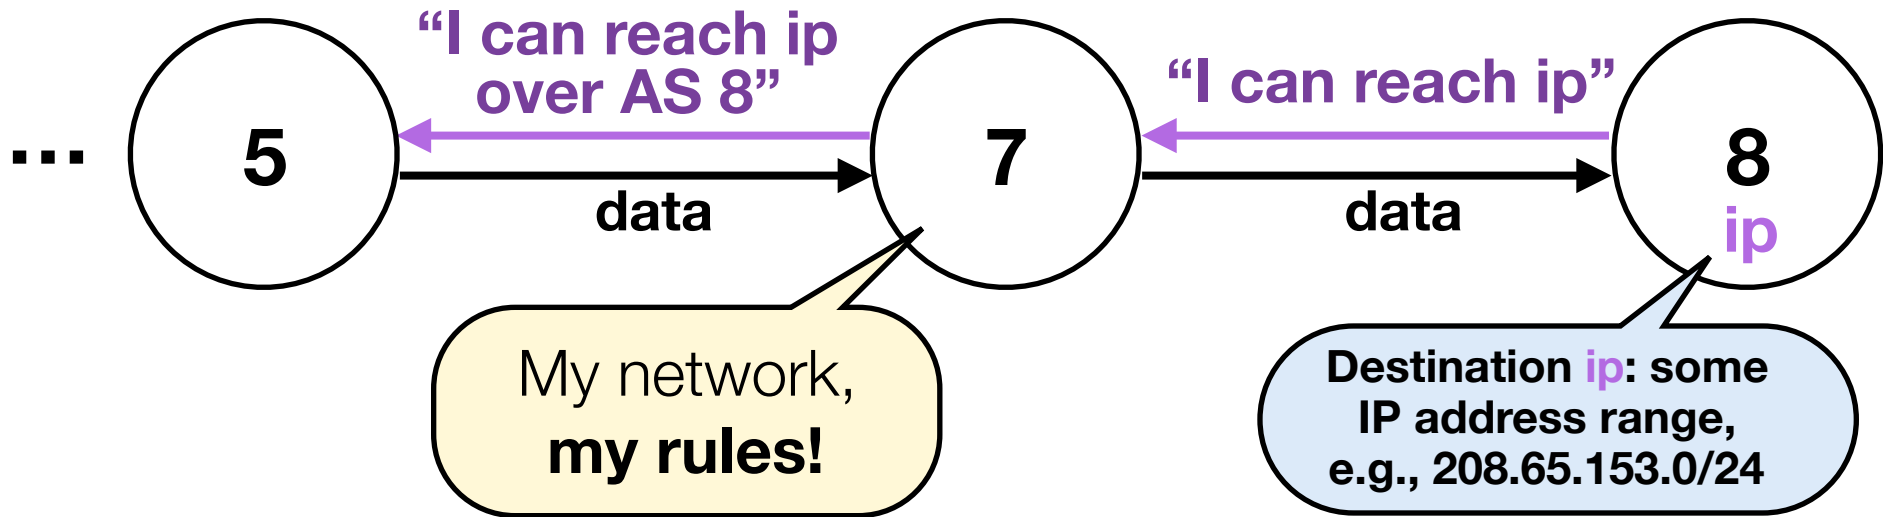 “I can reach ip
over AS 8”
“I can reach ip”
...
5
7
8
ip
data
data
My network,
my rules!
Destination ip: some
IP address range,
e.g., 208.65.153.0/24